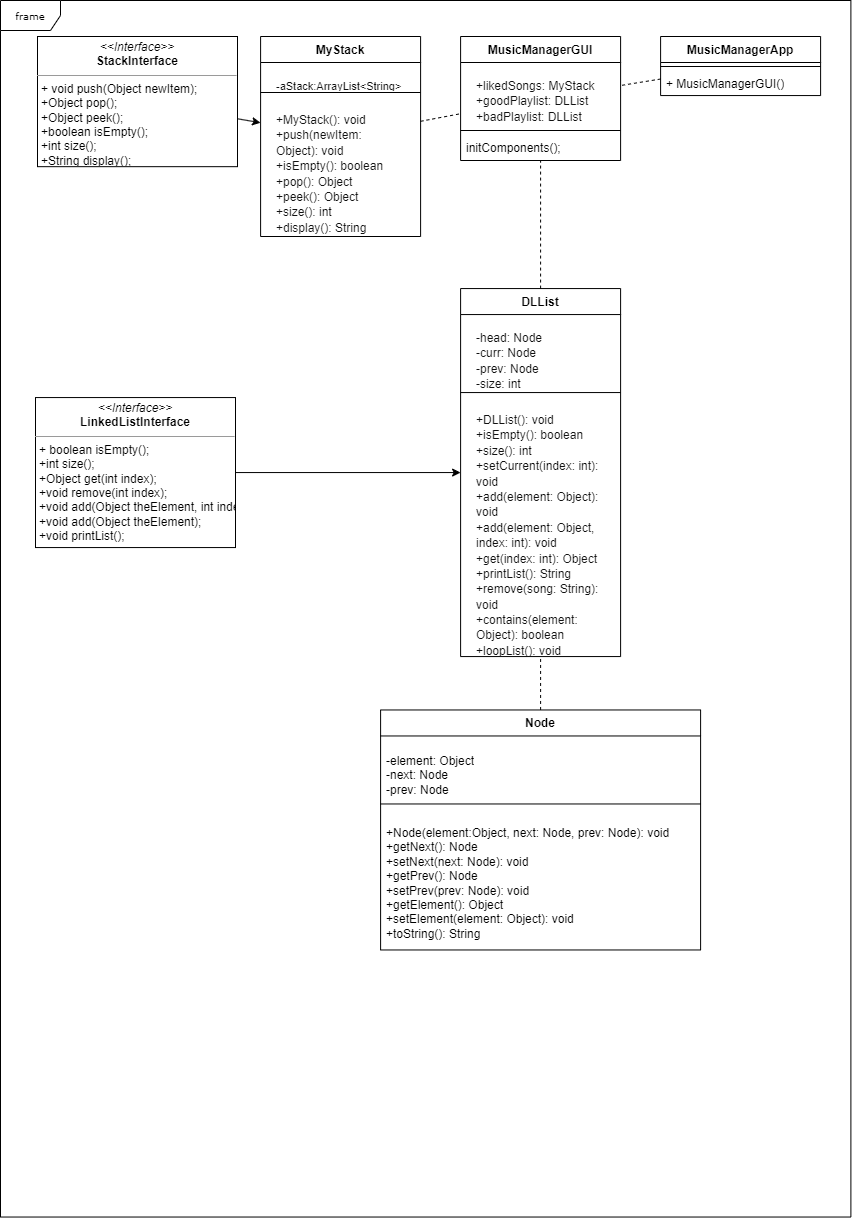 frame
<<Interface>>
StackInterface
+ void push(Object newItem);
+Object pop();
+Object peek();
+boolean isEmpty();
+int size();
+String display();
MyStack
-aStack:ArrayList<String>
+MyStack(): void
+push(newItem:
Object): void
+isEmpty(): boolean
+pop(): Object
+peek(): Object
+size(): int
+display(): String
MusicManagerGUI
+likedSongs: MyStack
+goodPlaylist: DLList
+badPlaylist: DLList
initComponents();
MusicManagerApp
+ MusicManagerGUI()
<<Interface>>
LinkedListInterface
+ boolean isEmpty();
+int size();
+Object get(int index);
+void remove(int index);
+void add(Object theElement, int inde
+void add(Object theElement);
+void printList();
DLList
-head: Node
-curr: Node
-prev: Node
-size: int
+DLList(): void
+isEmpty(): boolean
+size(): int
+setCurrent(index: int):
void
+add(element: Object):
void
+add(element: Object,
index: int): void
+get(index: int): Object
+printList(): String
+remove(song: String):
void
+contains(element:
Object): boolean
+loopList(): void
Node
-element: Object
-next: Node
-prev: Node
+Node(element:Object, next: Node, prev: Node): void
+getNext(): Node
+setNext(next: Node): void
+getPrev(): Node
+setPrev(prev: Node): void
+getElement(): Object
+setElement(element: Object): void
+toString(): String